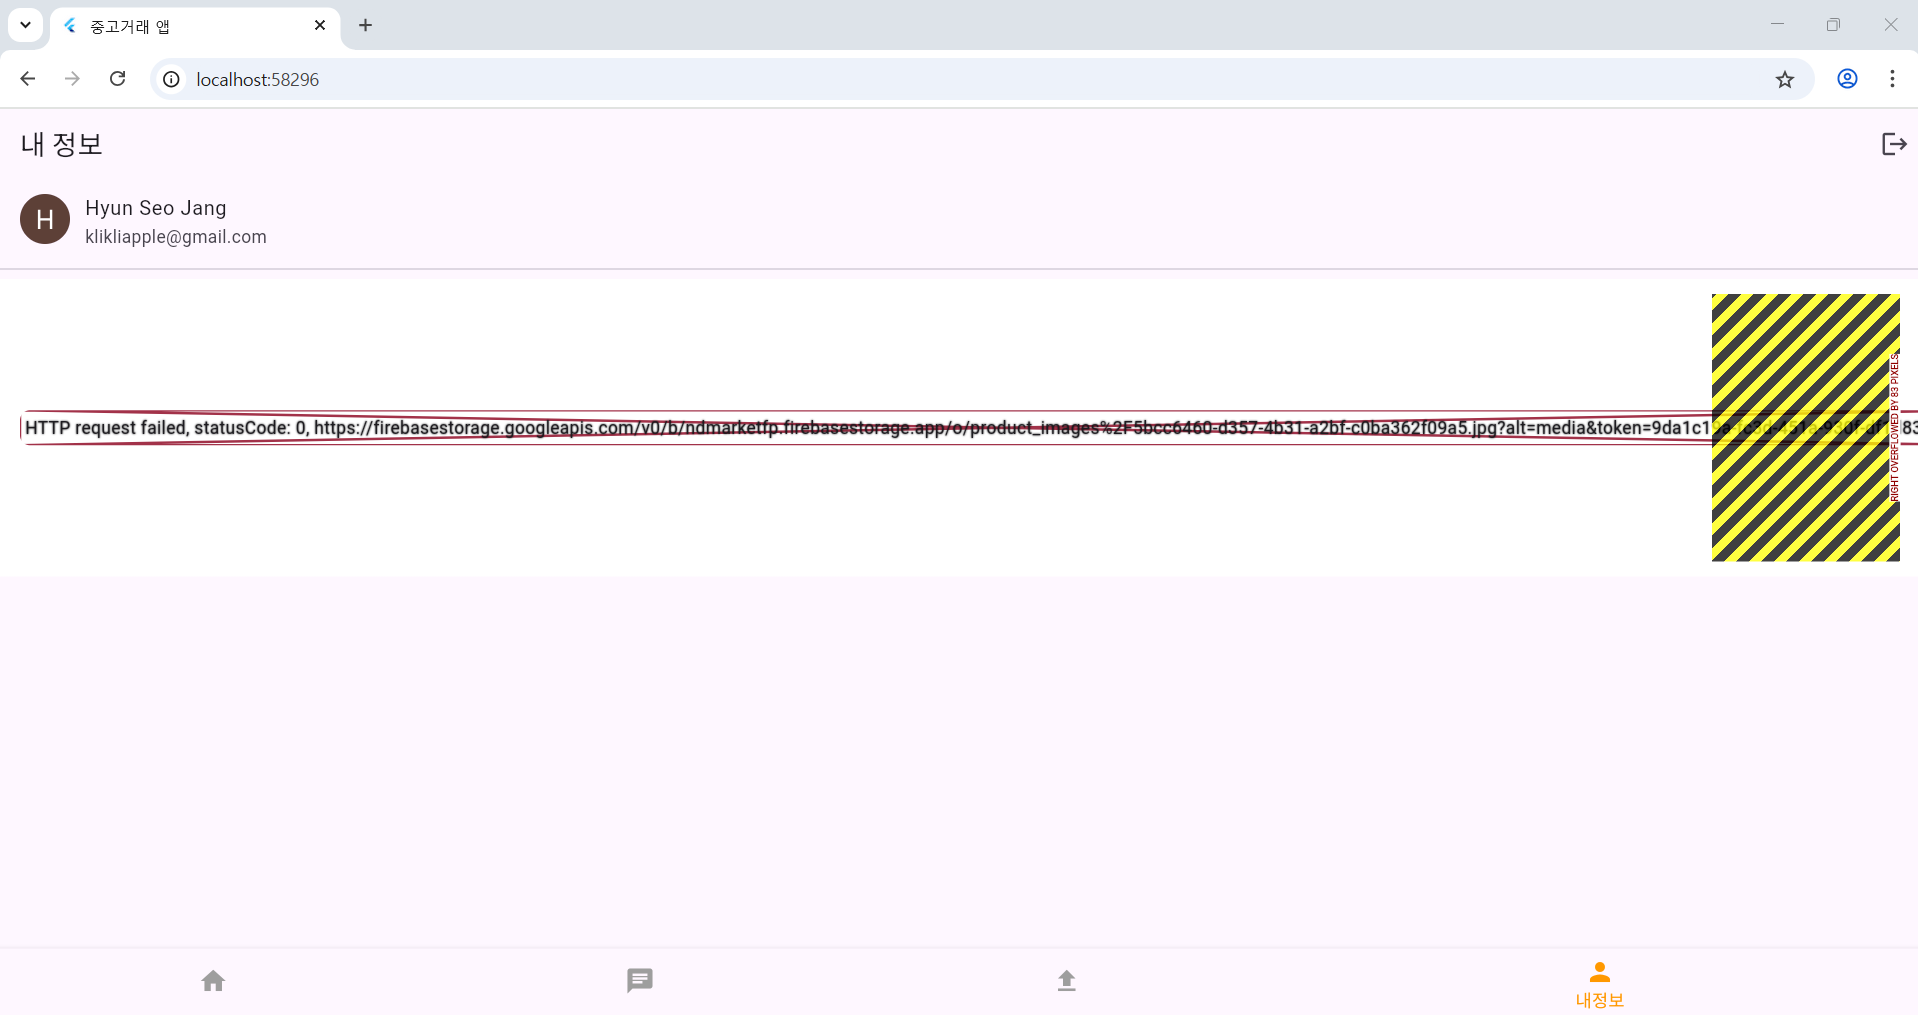 중고거래 앱
localhost:58296
내 정보
H
Hyun Seo Jang
klikliapple@gmail.com
HTTP request failed, statusCode: 0, https://firebasestorage.googleapis.com/v0/b/ndmarketfp.firebasestorage.app/o/product_images%2F5bcc6460-d357-4b31-a2bf-c0ba362f09a5.jpg?alt=media&token=9da1c1
RIGHT OVERFLOWED BY 83 PIXELS
내정보